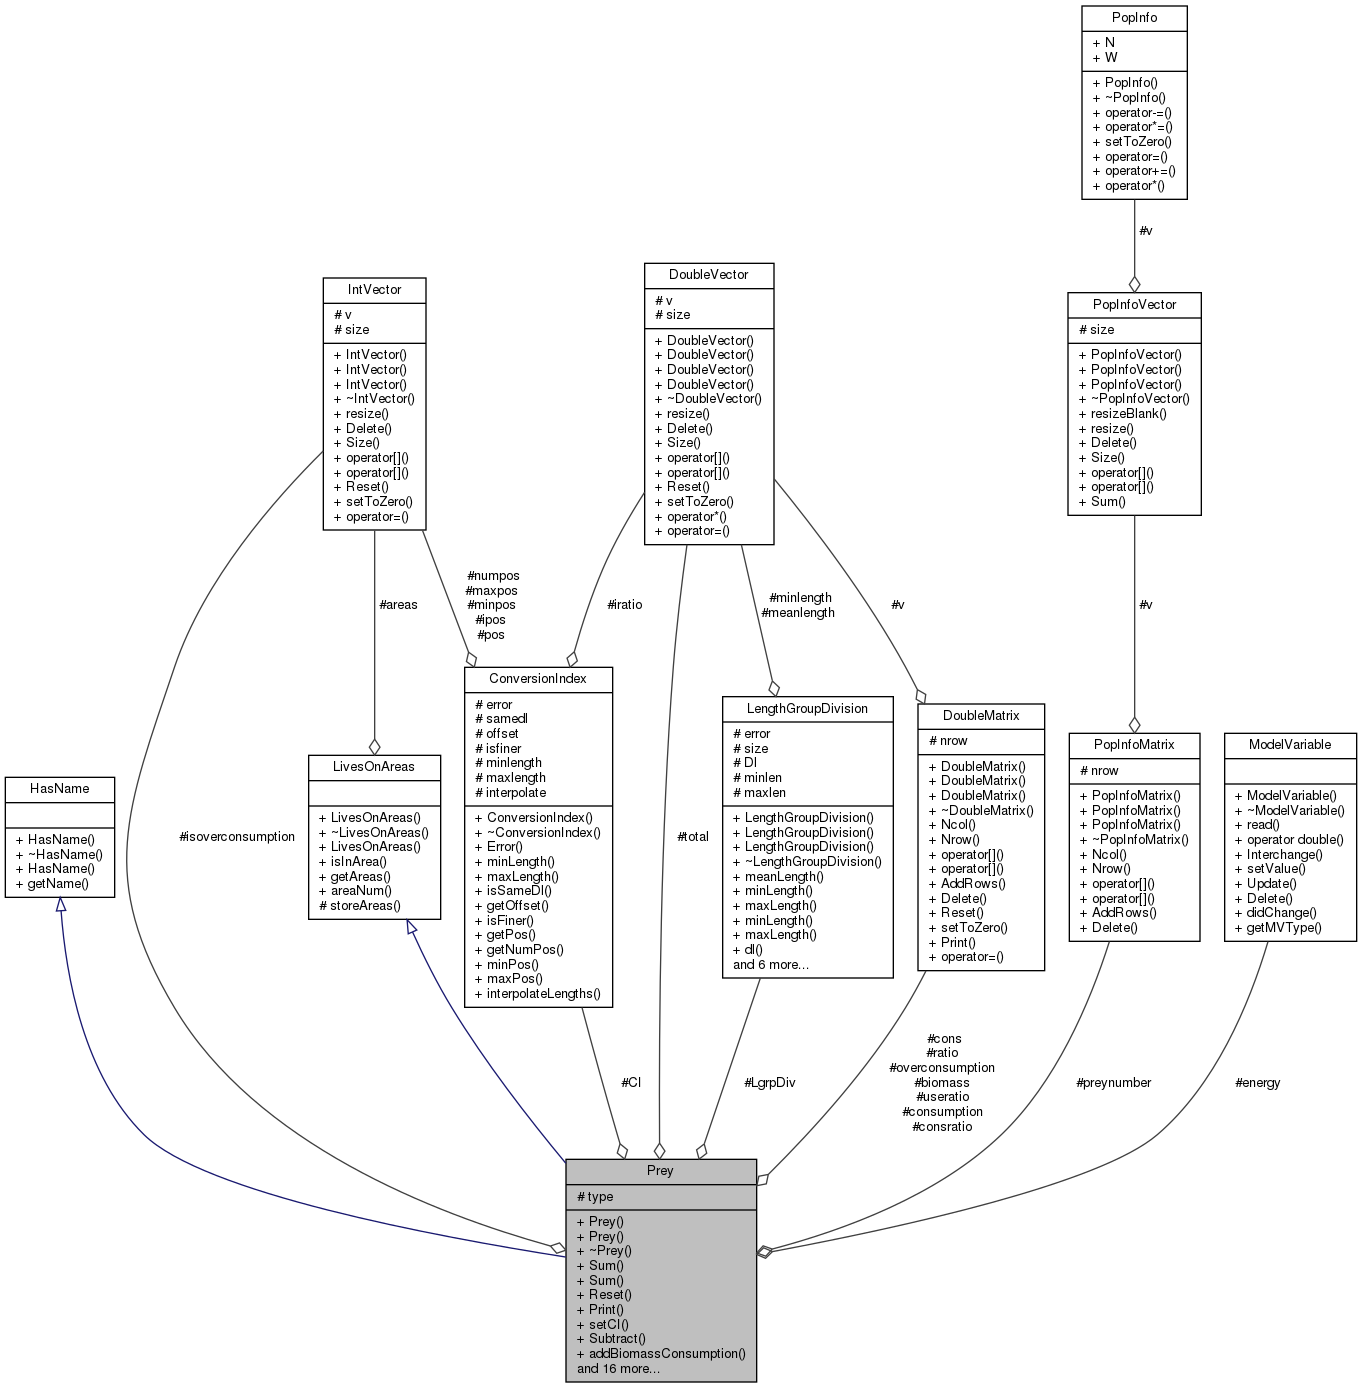 PopInfo
+ N
+ W
+ PopInfo()
+ ~PopInfo()
+ operator-=()
+ operator*=()
+ setToZero()
+ operator=()
+ operator+=()
+ operator*()
#v
PopInfoVector
# size
+ PopInfoVector()
+ PopInfoVector()
+ PopInfoVector()
+ ~PopInfoVector()
+ resizeBlank()
+ resize()
+ Delete()
+ Size()
+ operator[]()
+ operator[]()
+ Sum()
IntVector
# v
# size
+ IntVector()
+ IntVector()
+ IntVector()
+ ~IntVector()
+ resize()
+ Delete()
+ Size()
+ operator[]()
+ operator[]()
+ Reset()
+ setToZero()
+ operator=()
DoubleVector
# v
# size
+ DoubleVector()
+ DoubleVector()
+ DoubleVector()
+ DoubleVector()
+ ~DoubleVector()
+ resize()
+ Delete()
+ Size()
+ operator[]()
+ operator[]()
+ Reset()
+ setToZero()
+ operator*()
+ operator=()
#areas
#numpos
#maxpos
#minpos
#ipos
#pos
#iratio
#minlength
#meanlength
#v
#v
HasName
+ HasName()
+ ~HasName()
+ HasName()
+ getName()
#isoverconsumption
LivesOnAreas
+ LivesOnAreas()
+ ~LivesOnAreas()
+ LivesOnAreas()
+ isInArea()
+ getAreas()
+ areaNum()
# storeAreas()
ConversionIndex
# error
# samedl
# offset
# isfiner
# minlength
# maxlength
# interpolate
+ ConversionIndex()
+ ~ConversionIndex()
+ Error()
+ minLength()
+ maxLength()
+ isSameDl()
+ getOffset()
+ isFiner()
+ getPos()
+ getNumPos()
+ minPos()
+ maxPos()
+ interpolateLengths()
#total
LengthGroupDivision
# error
# size
# Dl
# minlen
# maxlen
+ LengthGroupDivision()
+ LengthGroupDivision()
+ LengthGroupDivision()
+ ~LengthGroupDivision()
+ meanLength()
+ minLength()
+ maxLength()
+ minLength()
+ maxLength()
+ dl()
and 6 more...
DoubleMatrix
# nrow
+ DoubleMatrix()
+ DoubleMatrix()
+ DoubleMatrix()
+ ~DoubleMatrix()
+ Ncol()
+ Nrow()
+ operator[]()
+ operator[]()
+ AddRows()
+ Delete()
+ Reset()
+ setToZero()
+ Print()
+ operator=()
PopInfoMatrix
# nrow
+ PopInfoMatrix()
+ PopInfoMatrix()
+ PopInfoMatrix()
+ ~PopInfoMatrix()
+ Ncol()
+ Nrow()
+ operator[]()
+ operator[]()
+ AddRows()
+ Delete()
ModelVariable
+ ModelVariable()
+ ~ModelVariable()
+ read()
+ operator double()
+ Interchange()
+ setValue()
+ Update()
+ Delete()
+ didChange()
+ getMVType()
#CI
#LgrpDiv
#cons
#ratio
#overconsumption
#biomass
#useratio
#consumption
#consratio
#preynumber
#energy
Prey
# type
+ Prey()
+ Prey()
+ ~Prey()
+ Sum()
+ Sum()
+ Reset()
+ Print()
+ setCI()
+ Subtract()
+ addBiomassConsumption()
and 16 more...